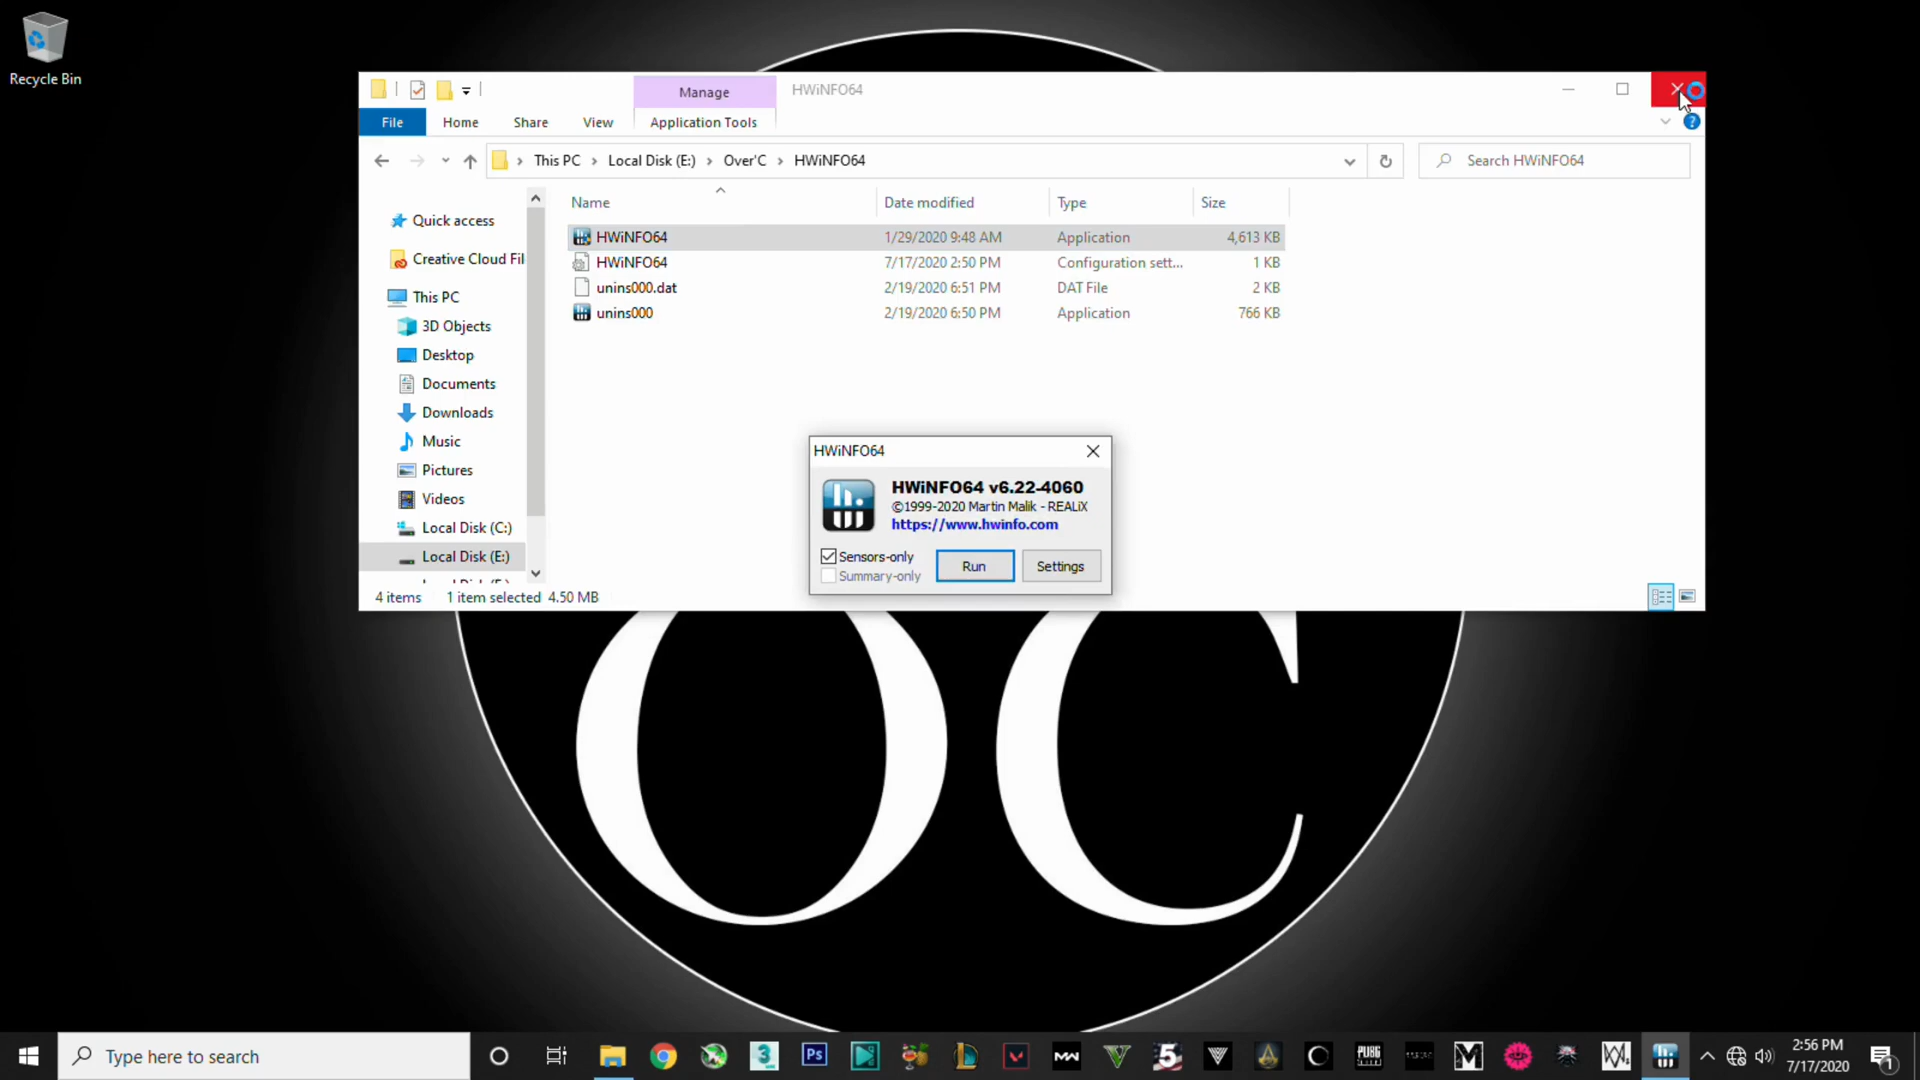 Recycle Bin
Manage
HWiNFO64
File
Home
Share
View
Application Tools
This PC
Local Disk (E:)
Over'C
HWiNFO64
Search HWiNFO64
Name
Date modified
Type
Size
HWiNFO64 1/29/2020 9:48 AM Application 4,613 KB
HWiNFO64 7/17/2020 2:50 PM Configuration sett... 1 KB
unins000.dat 2/19/2020 6:51 PM DAT File 2 KB
unins000 2/19/2020 6:50 PM Application 766 KB
Quick access
Creative Cloud Fil
This PC
3D Objects
Desktop
Documents
Downloads
Music
Pictures
Videos
Local Disk (C:)
Local Disk (E:)
4 items
1 item selected 4.50 MB
HWiNFO64
HWiNFO64 v6.22-4060
©1999-2020 Martin Malik - REALiX
https://www.hwinfo.com
Sensors-only
Summary-only
Run
Settings
OC
Type here to search
3
Ps
5
PUBG
2:56 PM
7/17/2020
1